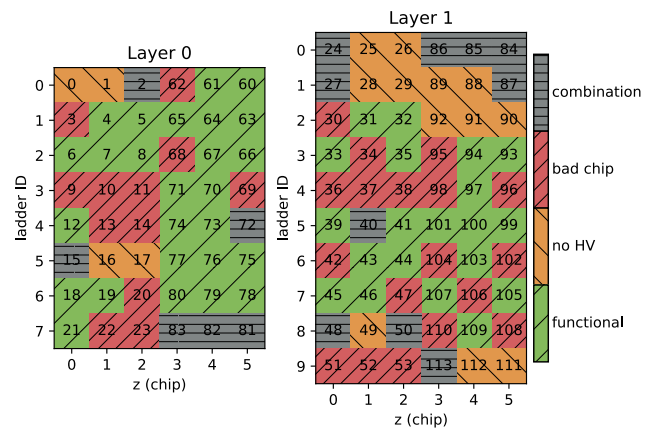 Layer 0
0 0 1 2 62 61 60
1 3 4 5 65 64 63
2 6 7 8 68 67 66
3 9 10 11 71 70 69
4 12 13 14 74 73 72
5 15 16 17 77 76 75
6 18 19 20 80 79 78
7 21 22 23 83 82 81
0 1 2 3 4 5
z (chip)
ladder ID
Layer 1
0 24 25 26 86 85 84
1 27 28 29 89 88 87
2 30 31 32 92 91 90
3 33 34 35 95 94 93
4 36 37 38 98 97 96
5 39 40 41 101 100 99
6 42 43 44 104 103 102
7 45 46 47 107 106 105
8 48 49 50 110 109 108
9 51 52 53 113 112 111
0 1 2 3 4 5
z (chip)
ladder ID
combination
bad chip
no HV
functional